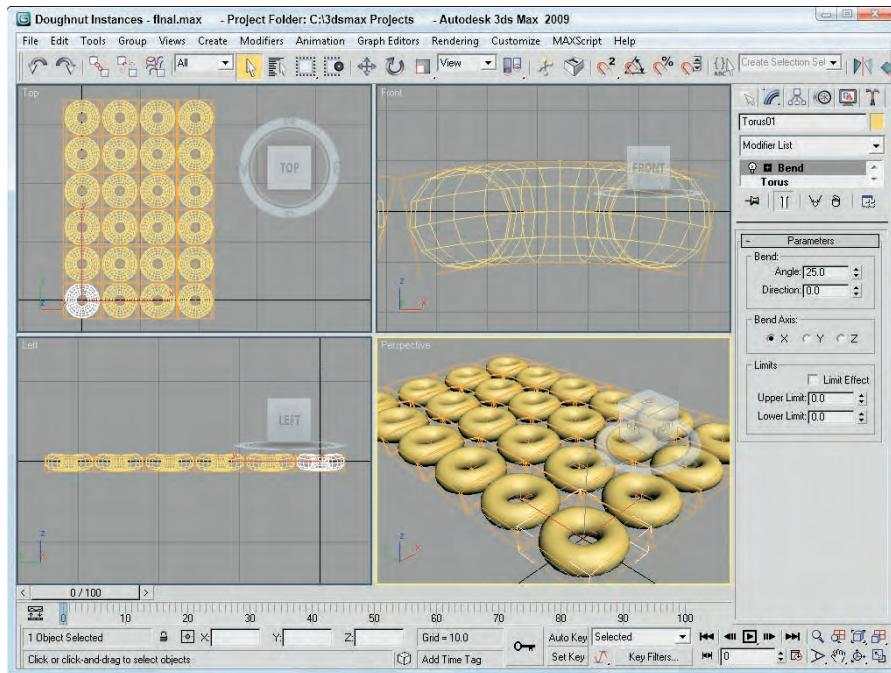 Doughnut Instances - fInal.max - Project Folder: C:\3dsmax Projects - Autodesk 3ds Max 2009
File Edit Tools Group Views Create Modifiers Animation Graph Editors Rendering Customize MAXScript Help
All View Create Selection Set
Top
TOP
Front
FRONT
Torus01
Modifier List
Bend
Torus
Parameters
Bend:
Angle: 25.0
Direction: 0.0
Bend Axis:
X Y Z
Limits
Limit Effect
Upper Limit: 0.0
Lower Limit: 0.0
Left
LEFT
Perspective
0 / 100
0 10 20 30 40 50 60 70 80 90 100
1 Object Selected X: Y: Z: Grid = 10.0 Auto Key Selected
Click or click-and-drag to select objects Add Time Tag Set Key Key Filters... 0